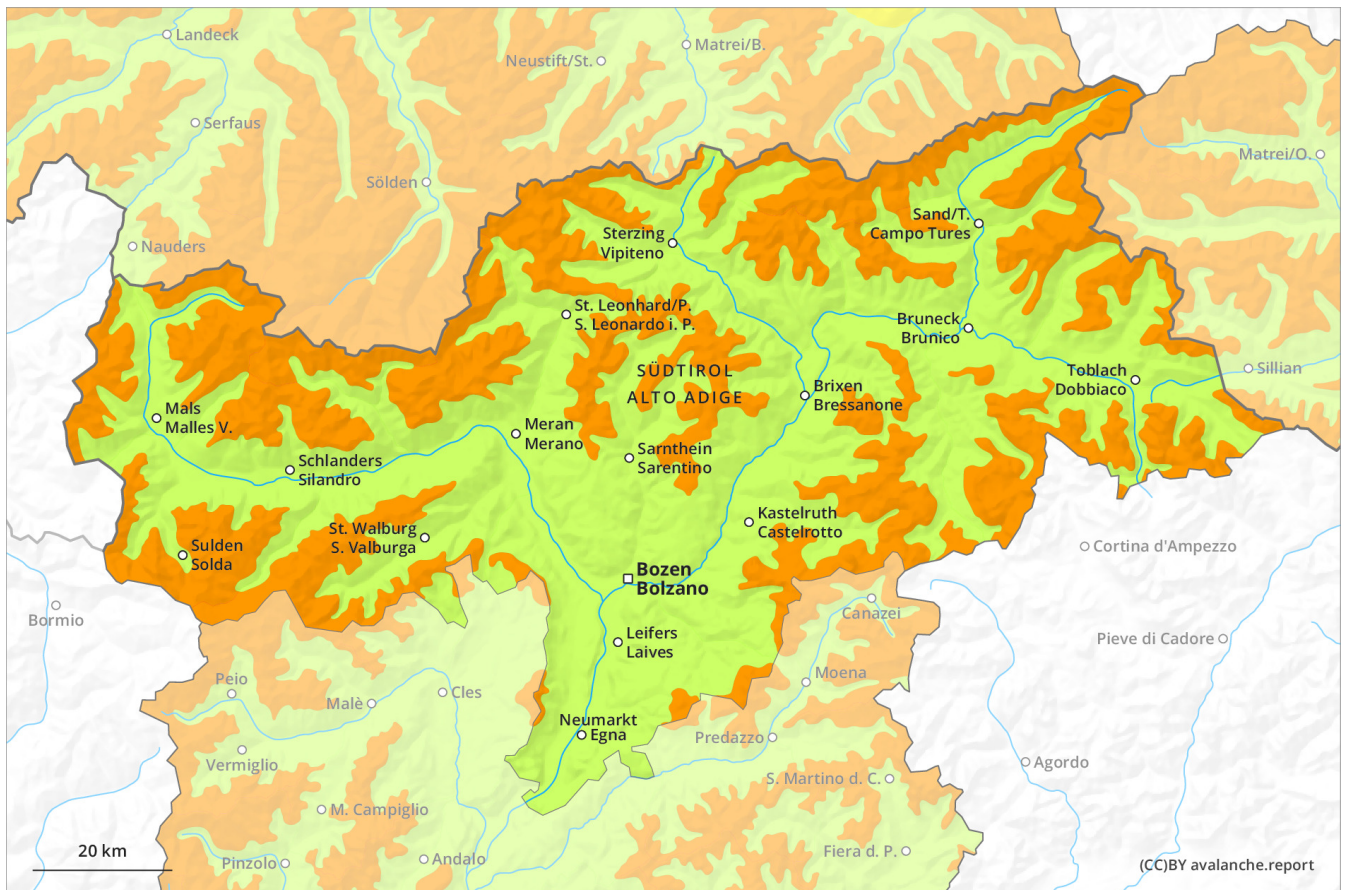 Landeck
Matrei/B.
Neustift/St.
Serfaus
Matrei/O.
Sölden
Sand/T.
Campo Tures
Sterzing
Vipiteno
Nauders
St. Leonhard/P.
S. Leonardo i. P.
Bruneck
Brunico
SÜDTIROL
ALTO ADIGE
Toblach
Dobbiaco
Sillian
Brixen
Bressanone
Mals
Malles V.
Meran
Merano
Sarnthein
Sarentino
Schlanders
Silandro
Kastelruth
Castelrotto
St. Walburg
S. Valburga
Sulden
Solda
Cortina d'Ampezzo
Bozen
Bolzano
Bormio
Canazei
Leifers
Laives
Pieve di Cadore
Peio
Moena
Malè
Cles
Neumarkt
Egna
Predazzo
Vermiglio
Agordo
S. Martino d. C.
M. Campiglio
20 km
Pinzolo
Andalo
Fiera d. P.
(CC)BY avalanche.report